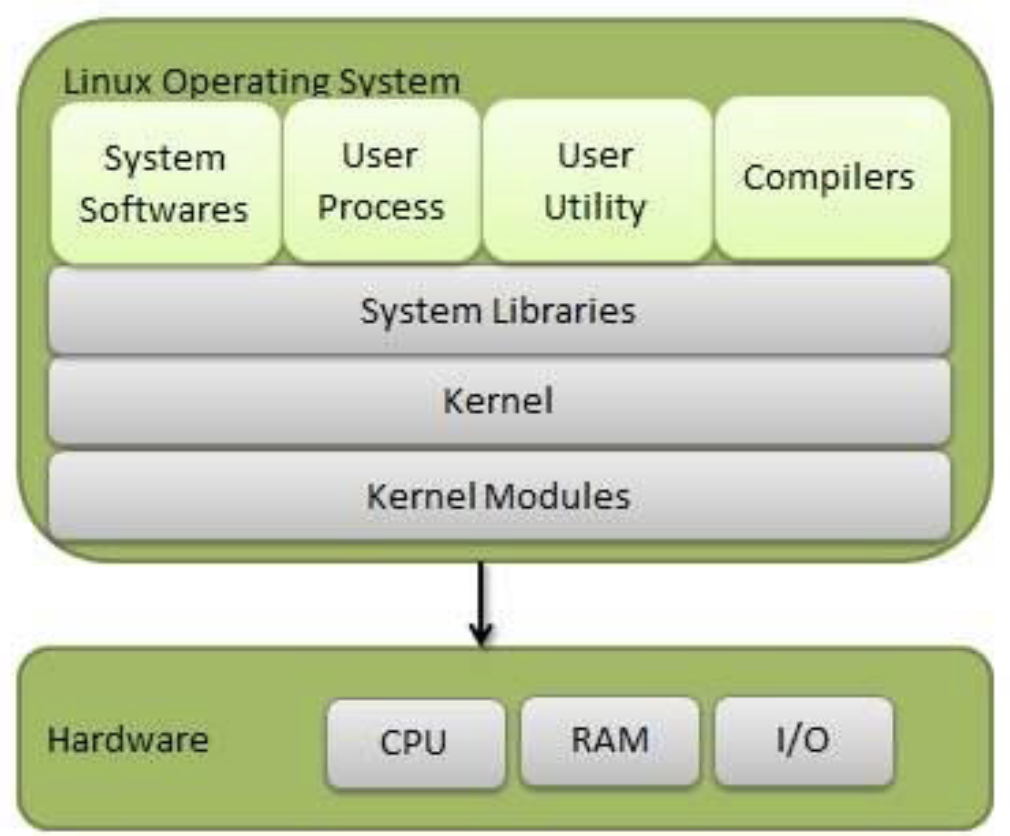 Linux Operating System
System
Softwares
User
Process
User
Utility
Compilers
System Libraries
Kernel
Kernel Modules
Hardware
CPU
RAM
I/O